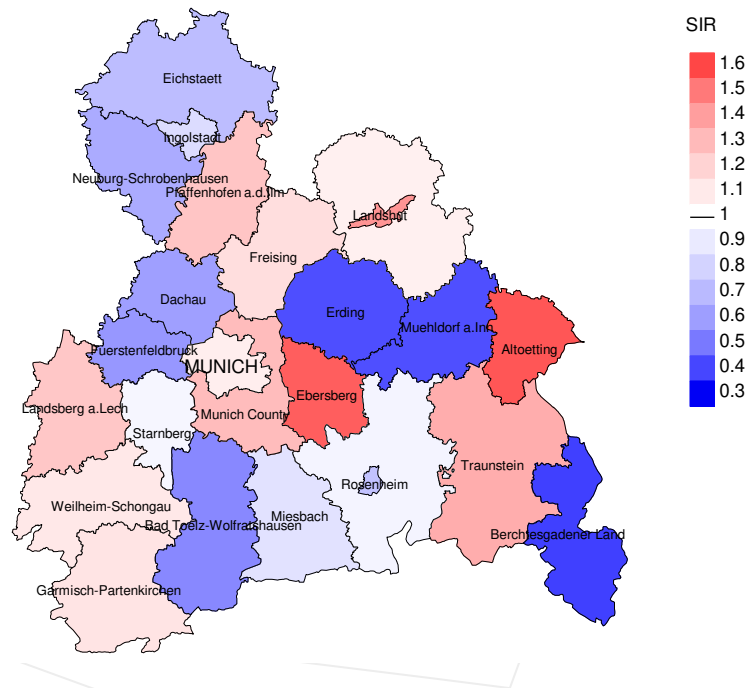 SIR
1.6
1.5
1.4
1.3
1.2
1.1
1
0.9
0.8
0.7
0.6
0.5
0.4
0.3
Eichstaett
Ingolstadt
Neuburg-Schrobenhausen
Pfaffenhofen a.d.Ilm
Landshut
Freising
Dachau
Erding
Muehldorf a.Inn
Fuerstenfeldbruck
Altoetting
MUNICH
Ebersberg
Landsberg a.Lech
Munich County
Starnberg
Traunstein
Rosenheim
Weilheim-Schongau
Miesbach
Bad Toelz-Wolfratshausen
Berchtesgadener Land
Garmisch-Partenkirchen